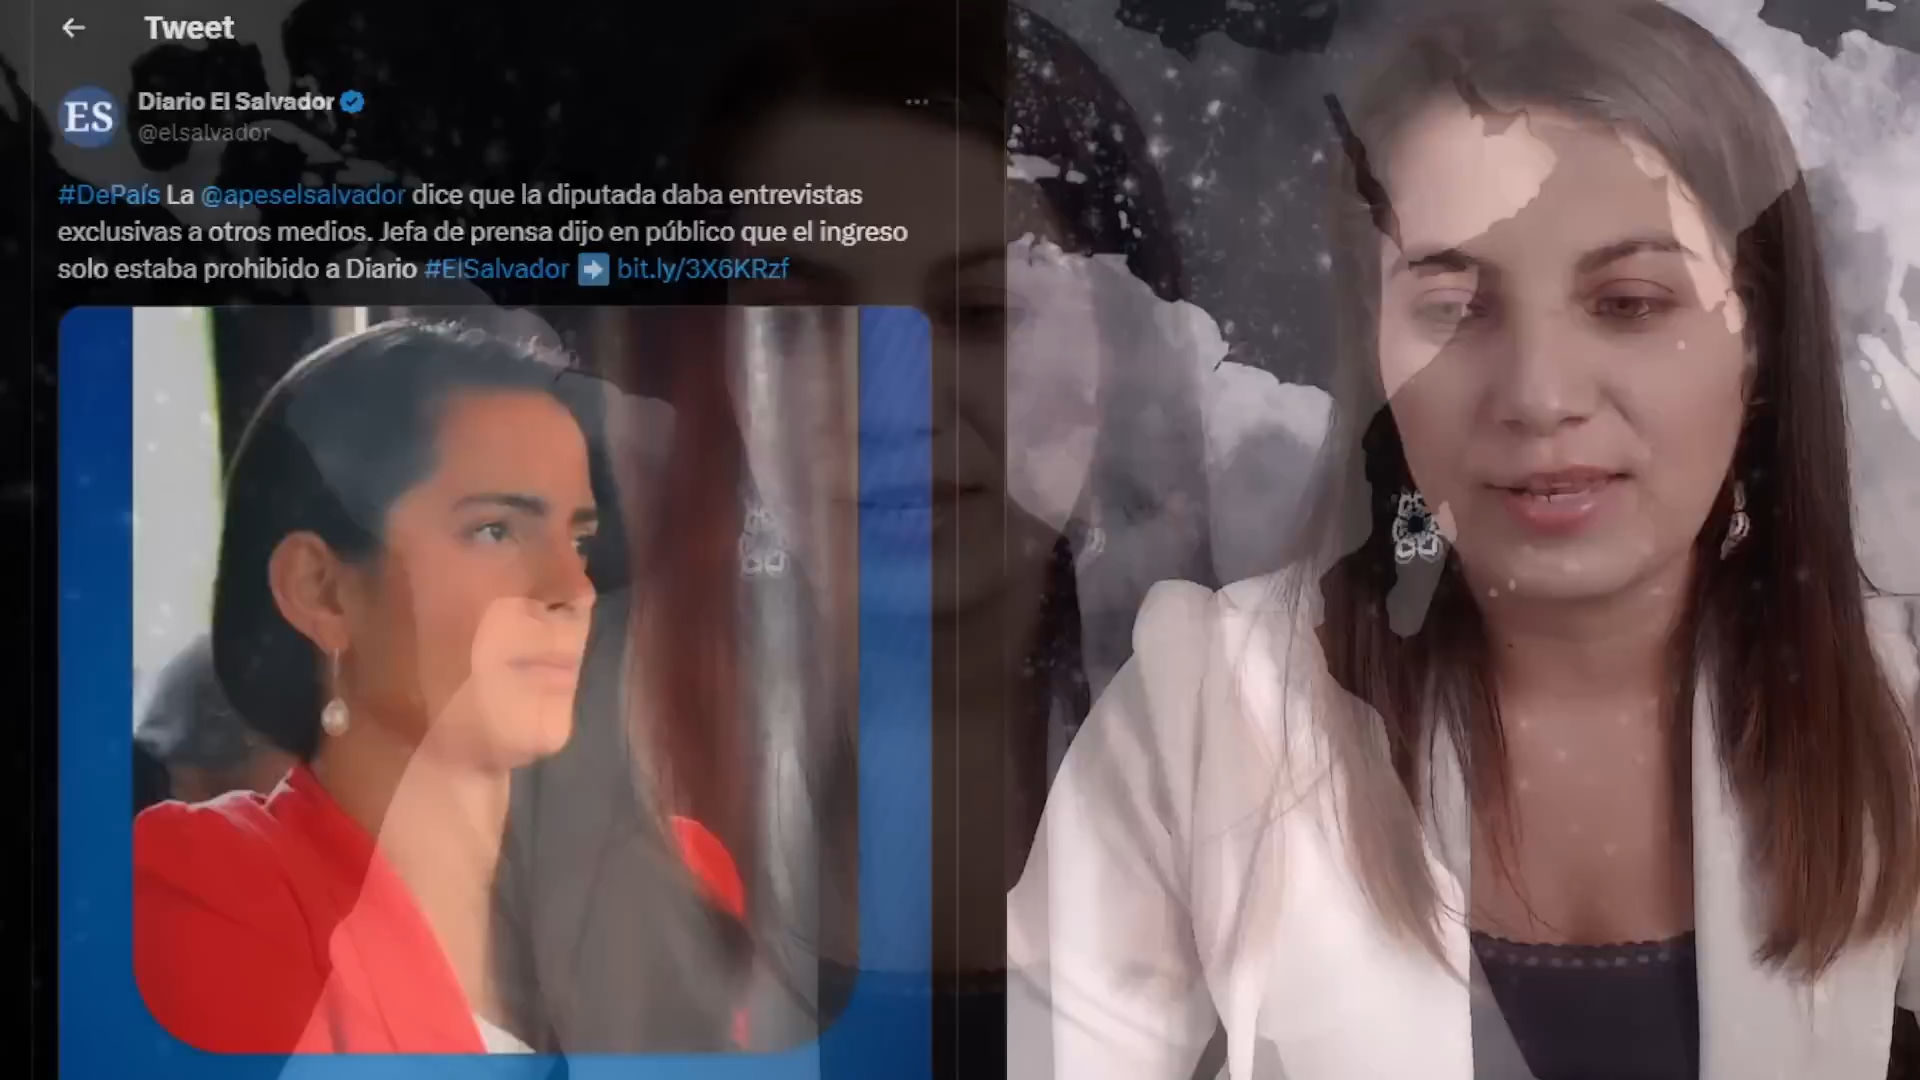 Tweet
ES
Diario El Salvador
@elsalvador
#DePaís La @apeselsalvador dice que la diputada daba entrevistas
exclusivas a otros medios. Jefa de prensa dijo en público que el ingreso
solo estaba prohibido a Diario #ElSalvador ➡ bit.ly/3X6KRzf